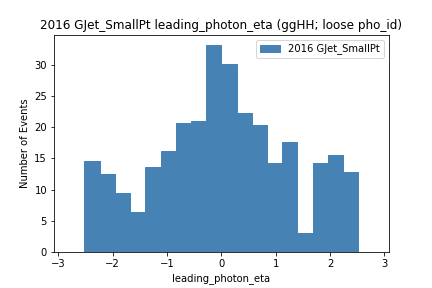 2016 GJet_SmallPt leading_photon_eta (ggHH; loose pho_id)
2016 GJet_SmallPt
Number of Events
30
25
20
15
10
5
0
−3 −2 −1 0 1 2 3
leading_photon_eta